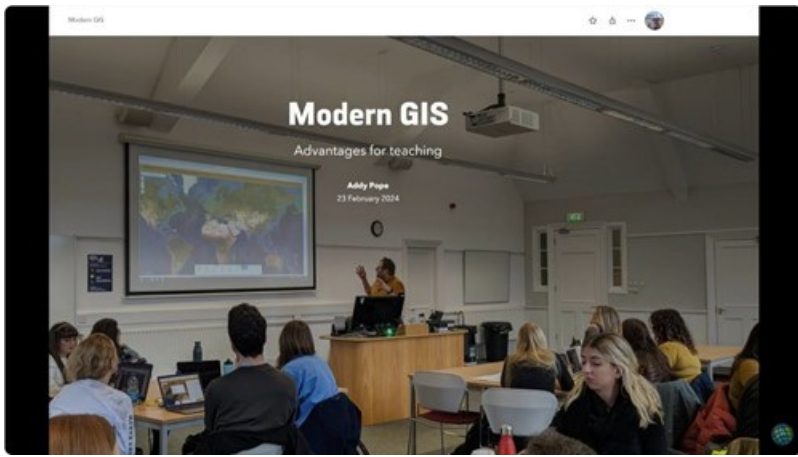 Modern GIS
Modern GIS
Advantages for teaching
Addy Pope
23 February 2024